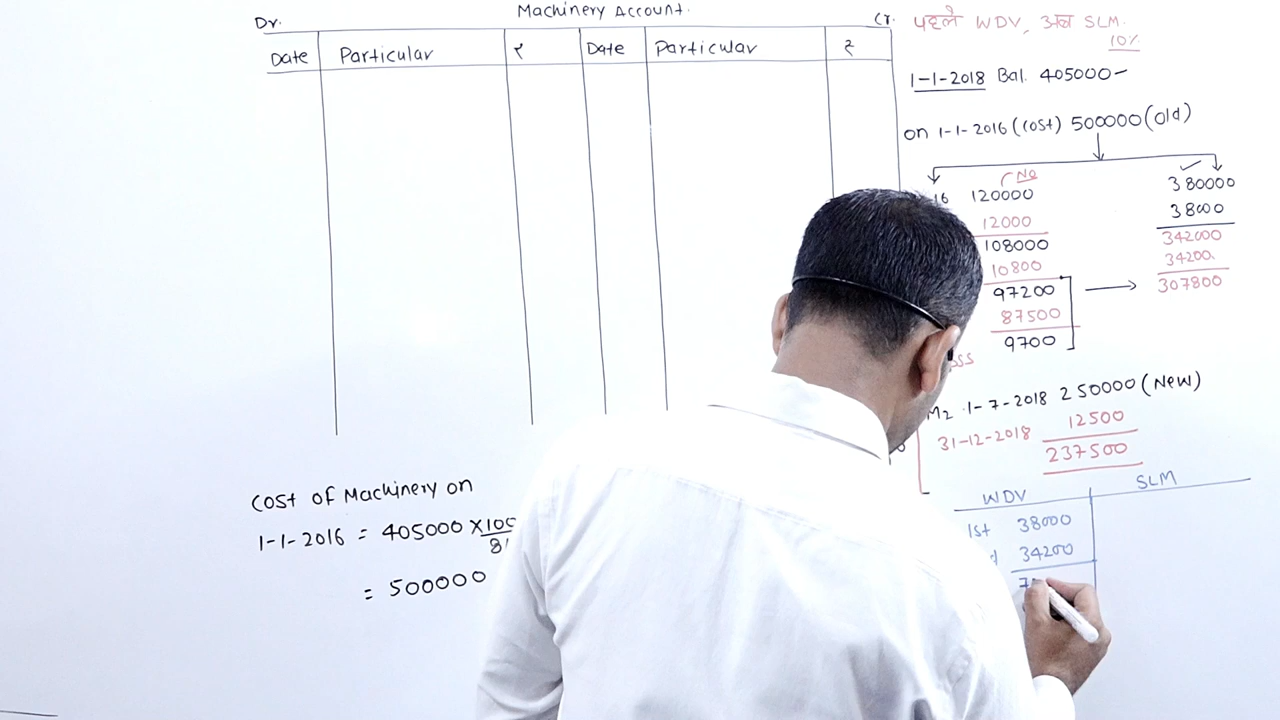 Machinery Account.
Dr.
Cr.
Date Particular ₹ Date Particular ₹
Cost of Machinery on
1-1-2016 = 405000 ×
= 500000
पहले WDV, अब SLM.
10%
1-1-2018 Bal. 405000-
on 1-1-2016 (cost) 500000 (old)
No
16 120000 380000
12000 38000
108000 342000
10800 34200
97200 307800
87500
9700
M2 1-7-2018 250000 (New)
31-12-2018 12500
237500
WDV SLM
1st 38000
34200